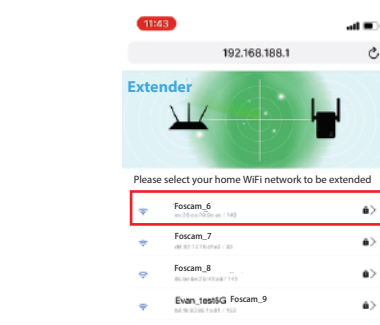 11:43
192.168.188.1
Extender
Please select your home WiFi network to be extended
Foscam_6
Foscam_7
Foscam_8
Evan_test5G Foscam_9